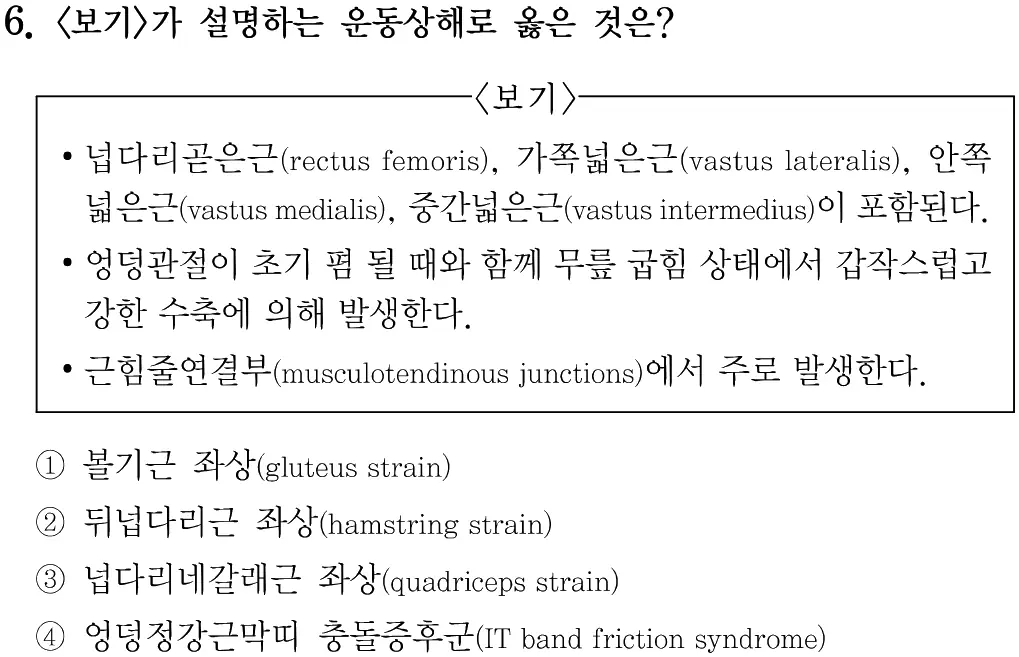 6. 〈보기〉가 설명하는 운동상해로 옳은 것은?
〈보기〉
• 넙다리곧은근(rectus femoris), 가쪽넓은근(vastus lateralis), 안쪽
넓은근(vastus medialis), 중간넓은근(vastus intermedius)이 포함된다.
• 엉덩관절이 초기 폄 될 때와 함께 무릎 굽힘 상태에서 갑작스럽고
강한 수축에 의해 발생한다.
• 근힘줄연결부(musculotendinous junctions)에서 주로 발생한다.
① 볼기근 좌상(gluteus strain)
② 뒤넙다리근 좌상(hamstring strain)
③ 넙다리네갈래근 좌상(quadriceps strain)
④ 엉덩정강근막띠 충돌증후군(IT band friction syndrome)